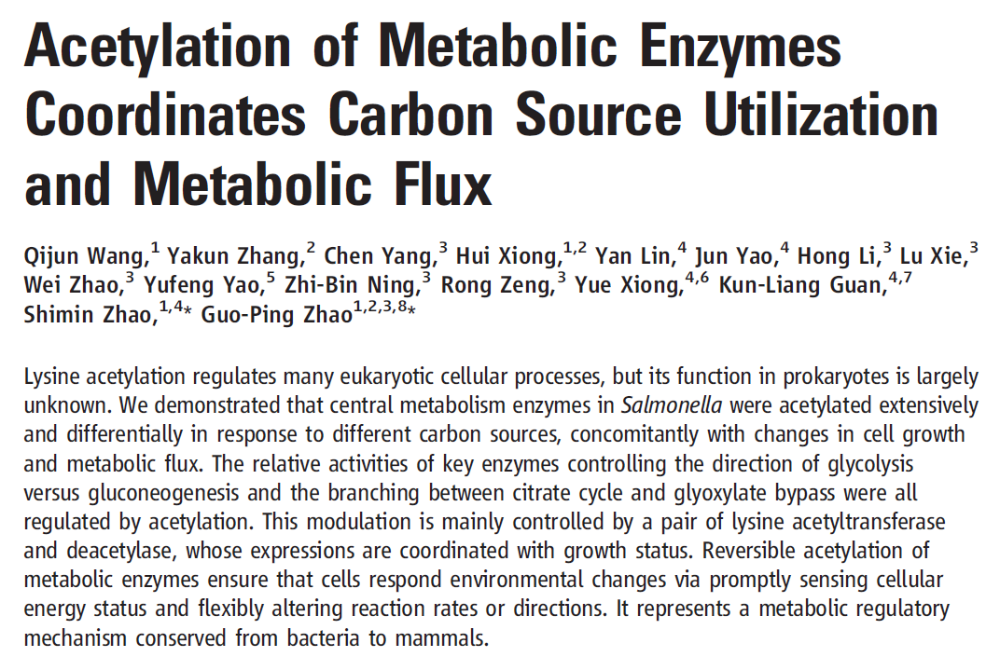 Acetylation of Metabolic Enzymes
Coordinates Carbon Source Utilization
and Metabolic Flux
Qijun Wang,1 Yakun Zhang,2 Chen Yang,3 Hui Xiong,1,2 Yan Lin,4 Jun Yao,4 Hong Li,3 Lu Xie,3
Wei Zhao,3 Yufeng Yao,5 Zhi-Bin Ning,3 Rong Zeng,3 Yue Xiong,4,6 Kun-Liang Guan,4,7
Shimin Zhao,1,4* Guo-Ping Zhao1,2,3,8*
Lysine acetylation regulates many eukaryotic cellular processes, but its function in prokaryotes is largely
unknown. We demonstrated that central metabolism enzymes in Salmonella were acetylated extensively
and differentially in response to different carbon sources, concomitantly with changes in cell growth
and metabolic flux. The relative activities of key enzymes controlling the direction of glycolysis
versus gluconeogenesis and the branching between citrate cycle and glyoxylate bypass were all
regulated by acetylation. This modulation is mainly controlled by a pair of lysine acetyltransferase
and deacetylase, whose expressions are coordinated with growth status. Reversible acetylation of
metabolic enzymes ensure that cells respond environmental changes via promptly sensing cellular
energy status and flexibly altering reaction rates or directions. It represents a metabolic regulatory
mechanism conserved from bacteria to mammals.